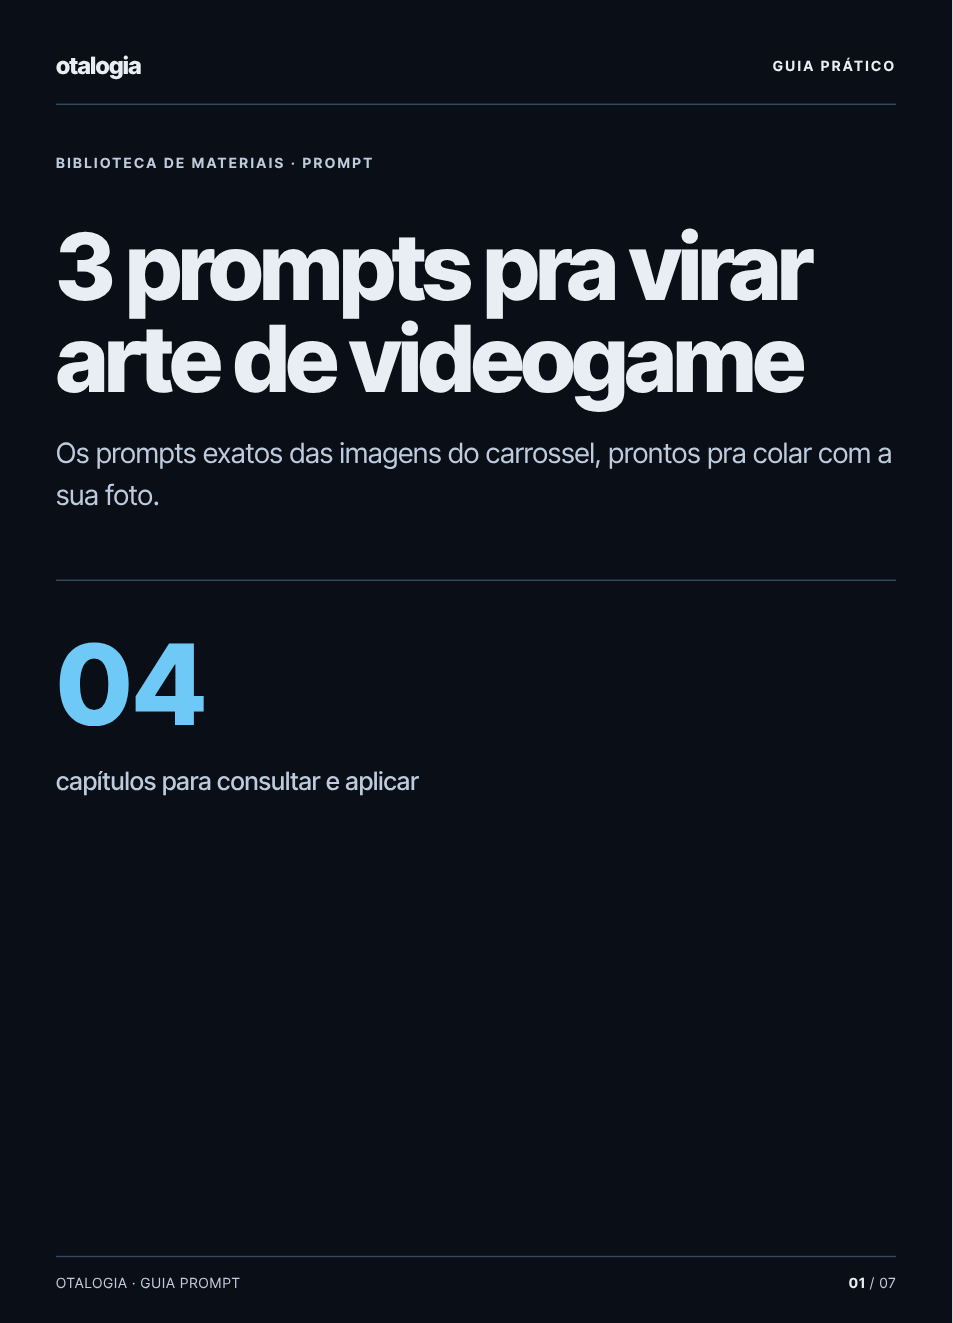 otalogia
GUIA PRÁTICO
BIBLIOTECA DE MATERIAIS · PROMPT
3 prompts pra virar
arte de videogame
Os prompts exatos das imagens do carrossel, prontos pra colar com a
sua foto.
04
capítulos para consultar e aplicar
OTALOGIA · GUIA PROMPT
01 / 07